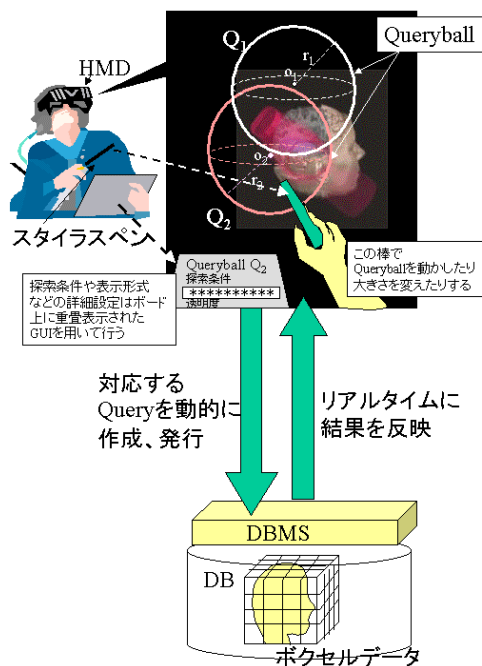 HMD
Q1
r1
o1
Queryball
o2
r2
Q2
スタイラスペン
Queryball Q2
探索条件
**********
透明度
この棒で
Queryballを動かしたり
大きさを変えたりする
探索条件や表示形式
などの詳細設定はボード
上に重畳表示された
GUIを用いて行う
対応する
Queryを動的に
作成、発行
リアルタイムに
結果を反映
DBMS
DB
ボクセルデータ